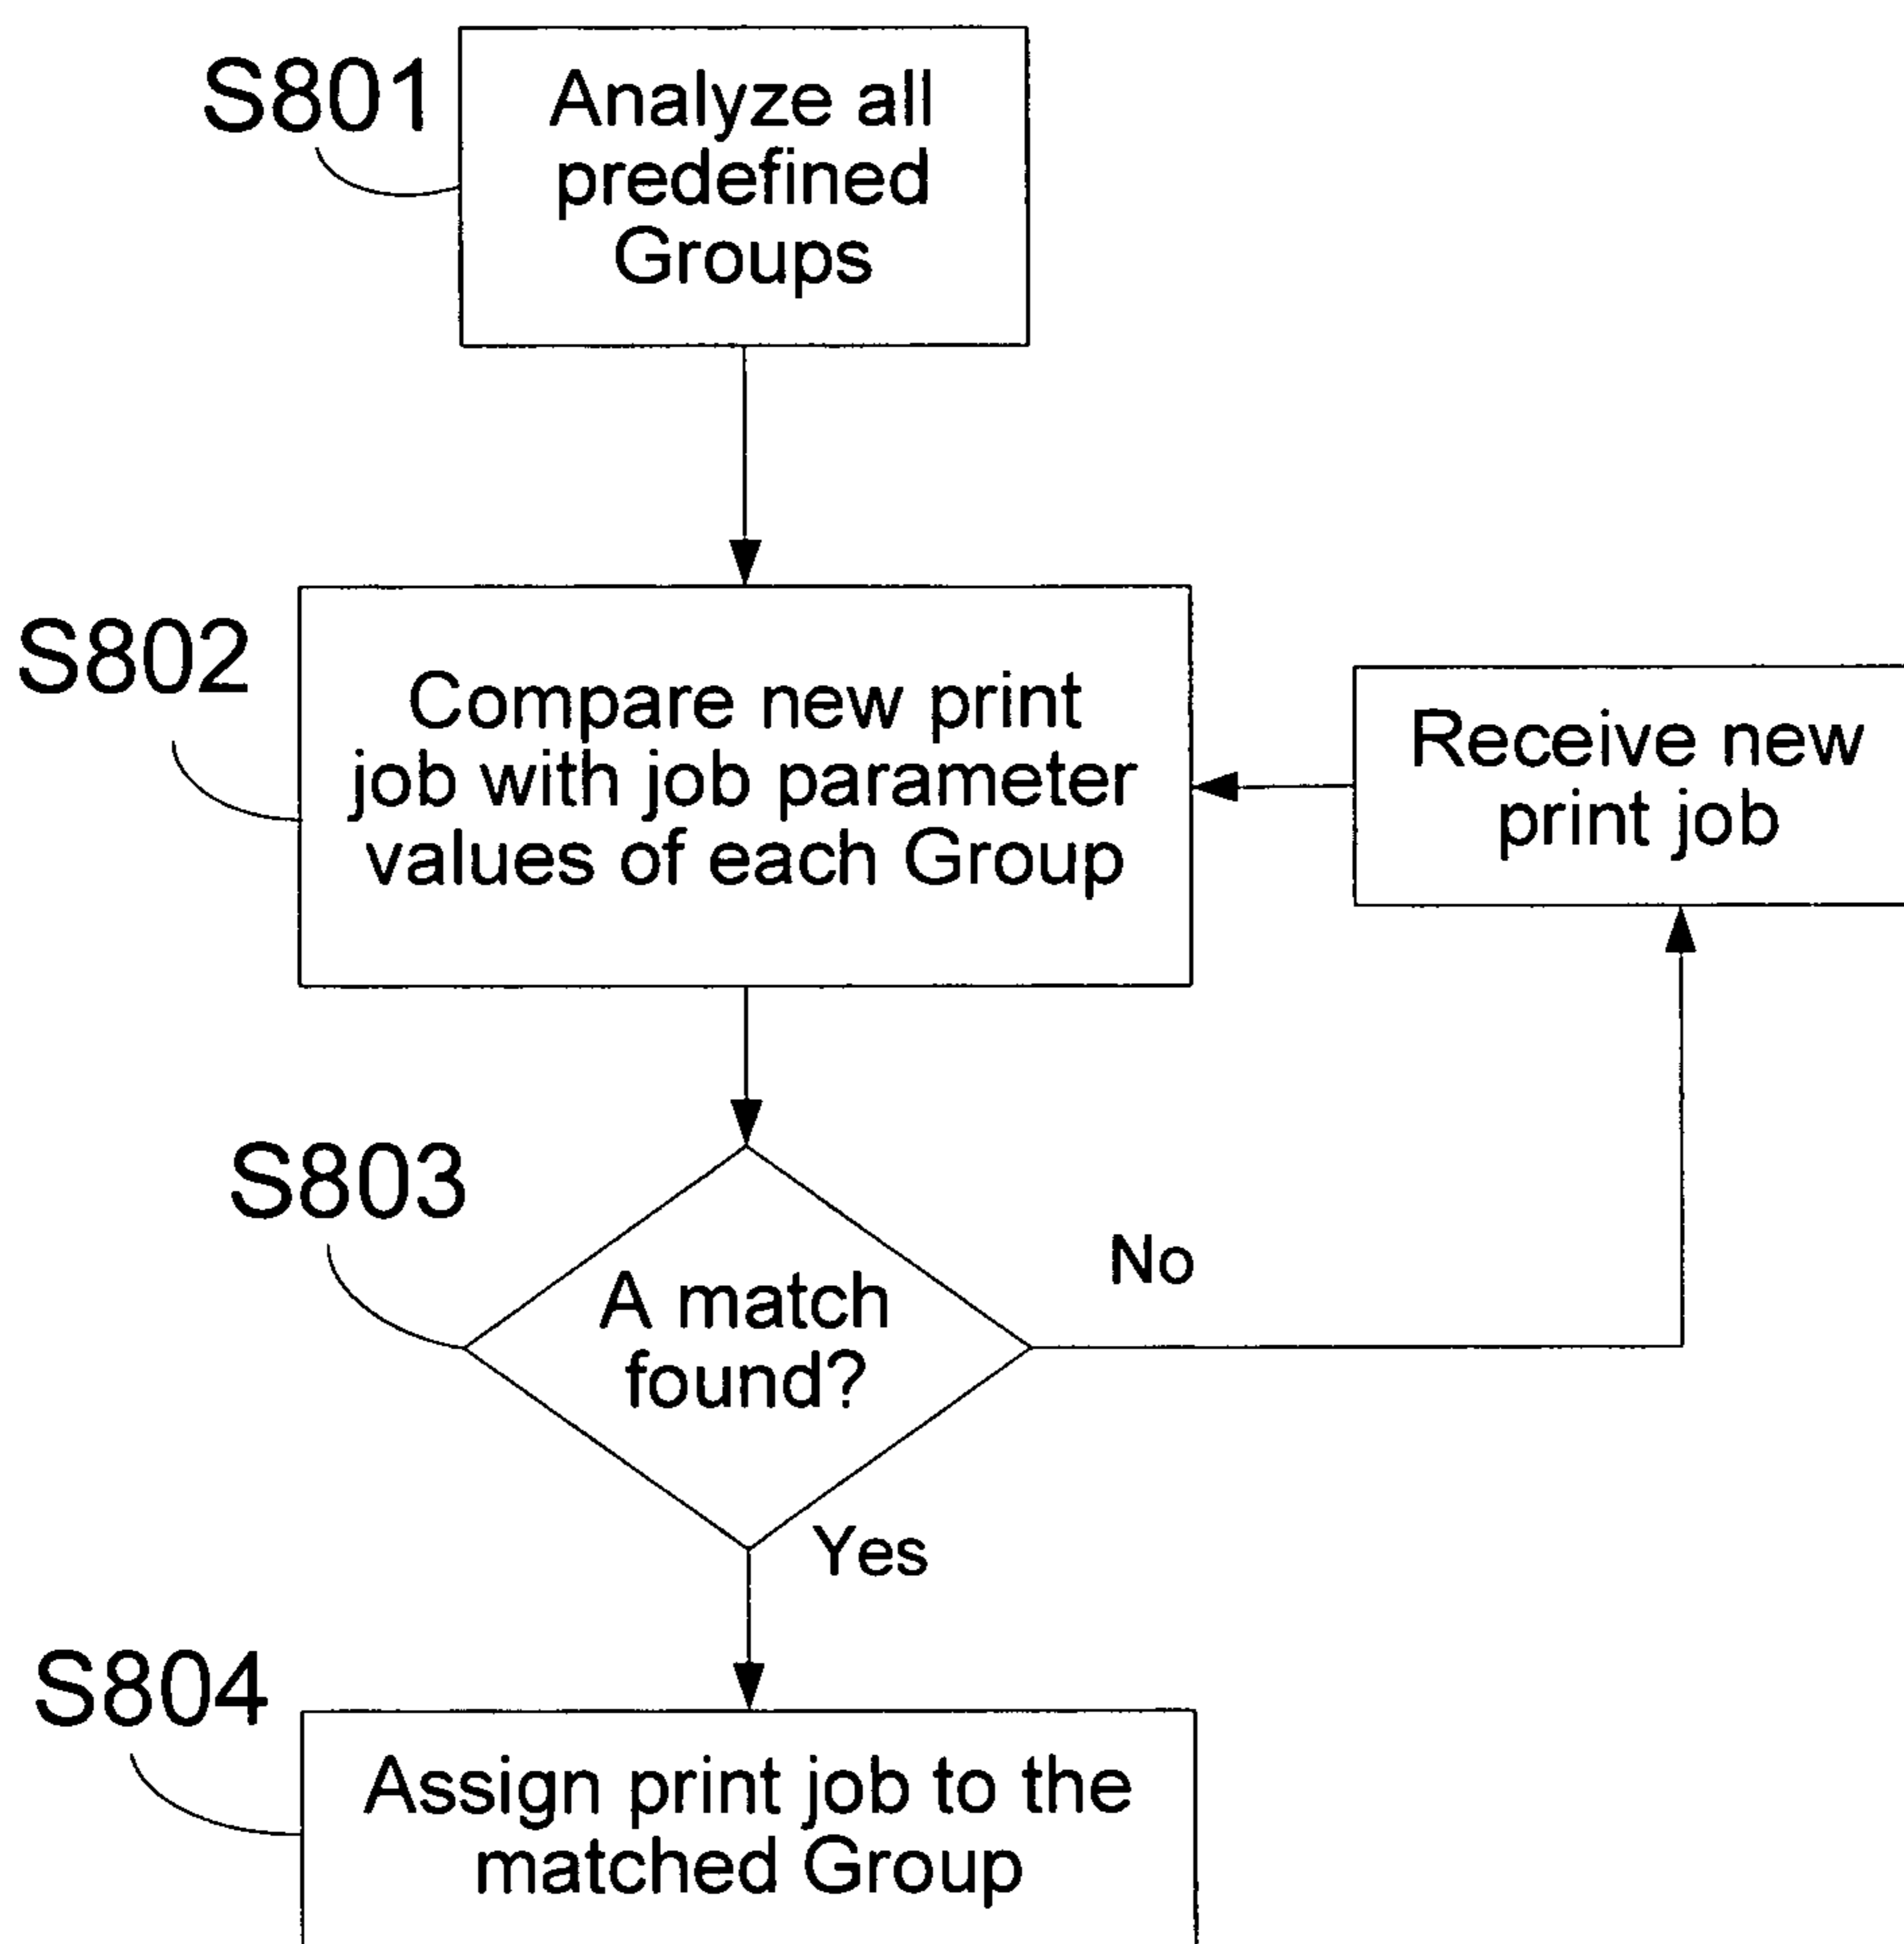 S801
Analyze all
predefined
Groups
S802
Compare new print
job with job parameter
values of each Group
Receive new
print job
S803
A match
found?
No
Yes
S804
Assign print job to the
matched Group